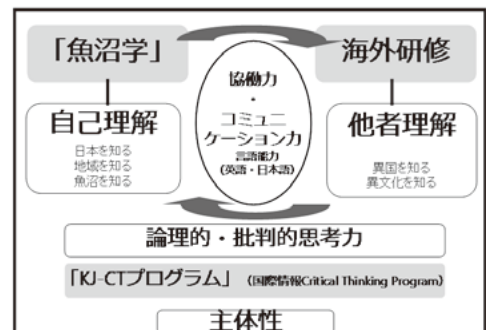 「魚沼学」
海外研修
協働力
・
コミュニ
ケーション力
言語能力
(英語・日本語)
自己理解
日本を知る
地域を知る
魚沼を知る
他者理解
異国を知る
異文化を知る
論理的・批判的思考力
「KJ-CTプログラム」 (国際情報Critical Thinking Program)
主体性